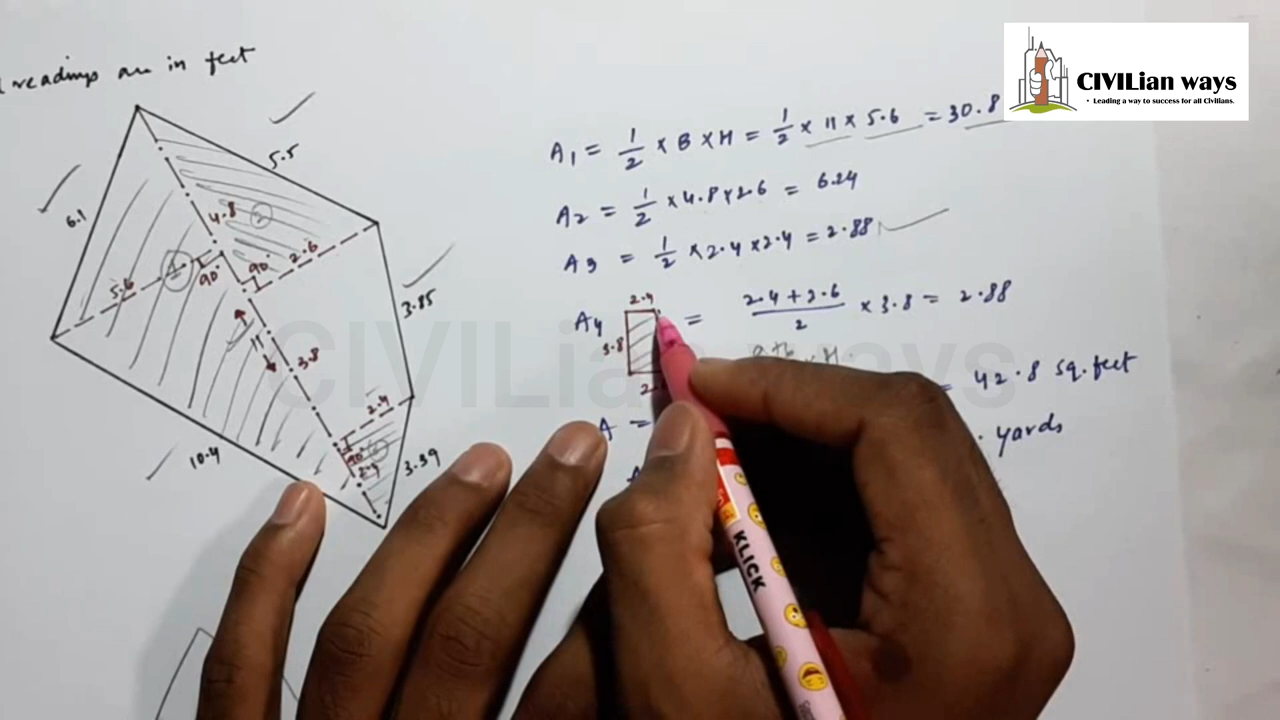 readings are in feet
CIVILian ways
• Leading a way to success for all Civilians.
5.5
6.1
4.8
2
1
5.6
90°
90°
2.6
3.85
11
3.8
2.4
90°
2.4
3.39
10.4
A1 = 1/2 × B × H = 1/2 × 11 × 5.6 = 30.8
A2 = 1/2 × 4.8 × 2.6 = 6.24
A3 = 1/2 × 2.4 × 2.4 = 2.88
A4
2.4
3.8
= 2.4 + 2.6 / 2 × 3.8 = 2.88
A =
= 42.8 sq. feet
yards
CIVILian ways
KLICK